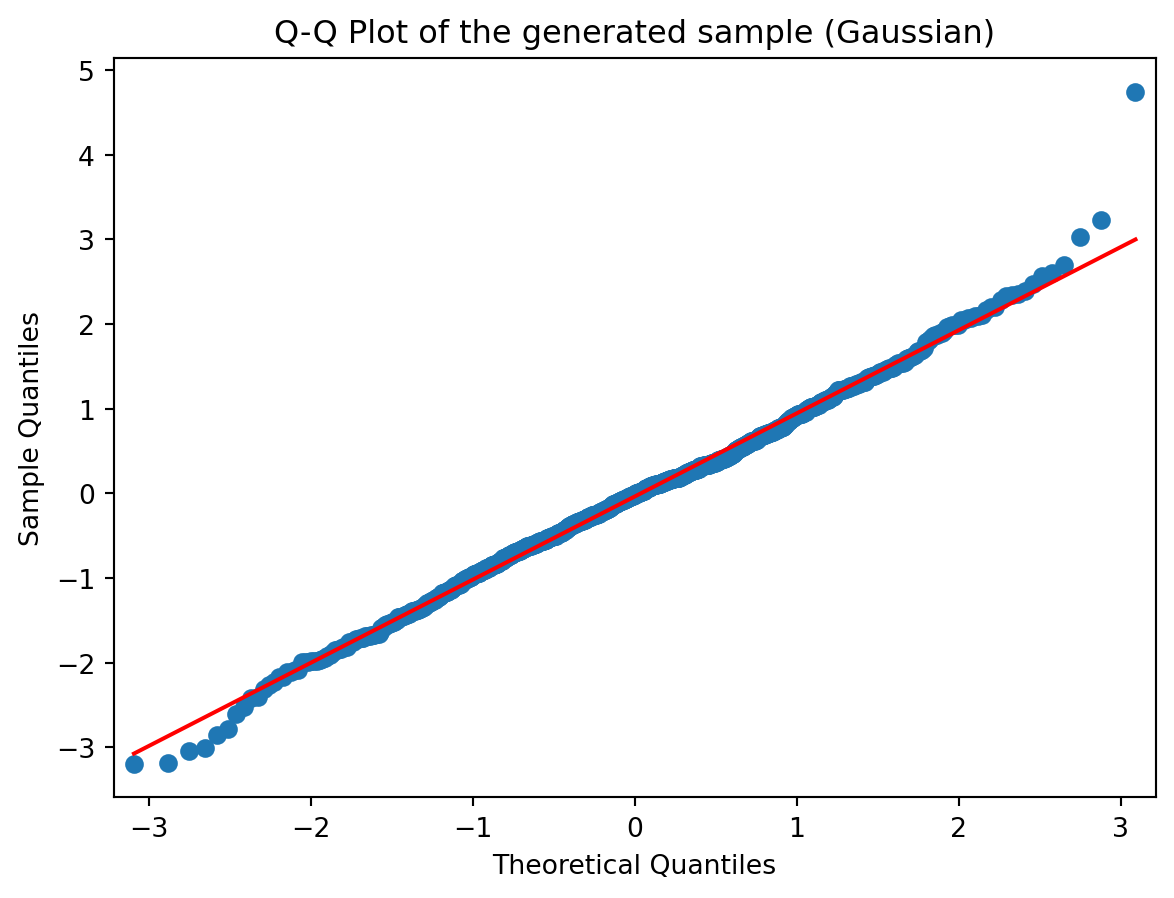 Q-Q Plot of the generated sample (Gaussian)
5
4
3
2
1
0
−1
−2
−3
Sample Quantiles
−3 −2 −1 0 1 2 3
Theoretical Quantiles